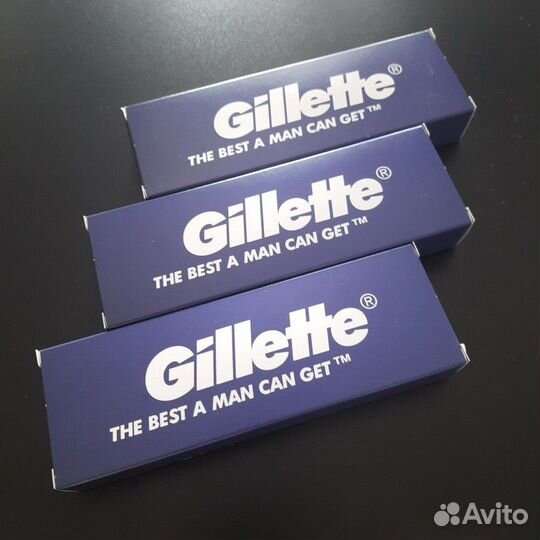 Gillette®
THE BEST A MAN CAN GET™
Gillette®
THE BEST A MAN CAN GET™
Gillette®
THE BEST A MAN CAN GET™
Avito